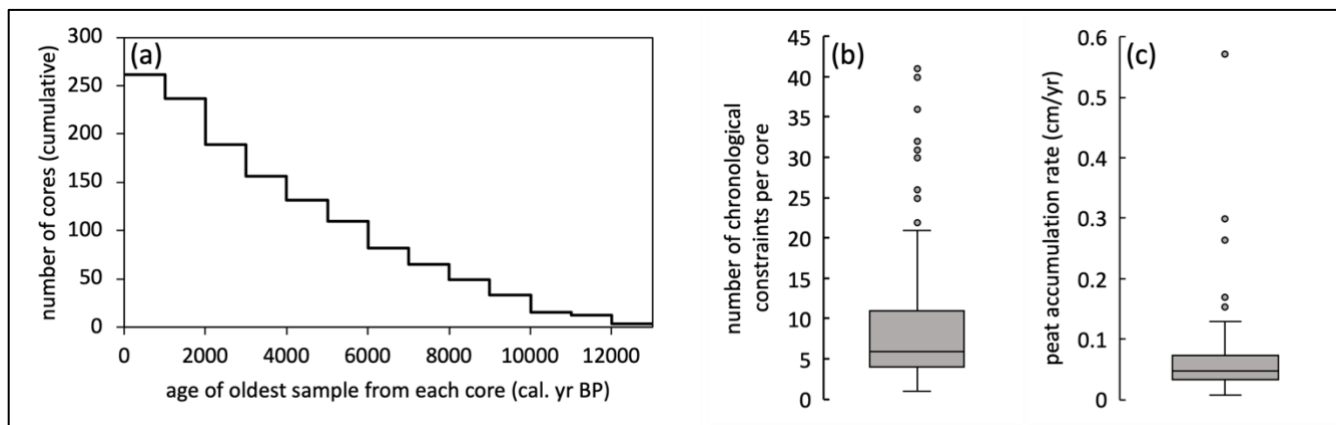 (a)
number of cores (cumulative)
300
250
200
150
100
50
0
0 2000 4000 6000 8000 10000 12000
age of oldest sample from each core (cal. yr BP)
(b)
number of chronological
constraints per core
45
40
35
30
25
20
15
10
5
0
(c)
peat accumulation rate (cm/yr)
0.6
0.5
0.4
0.3
0.2
0.1
0